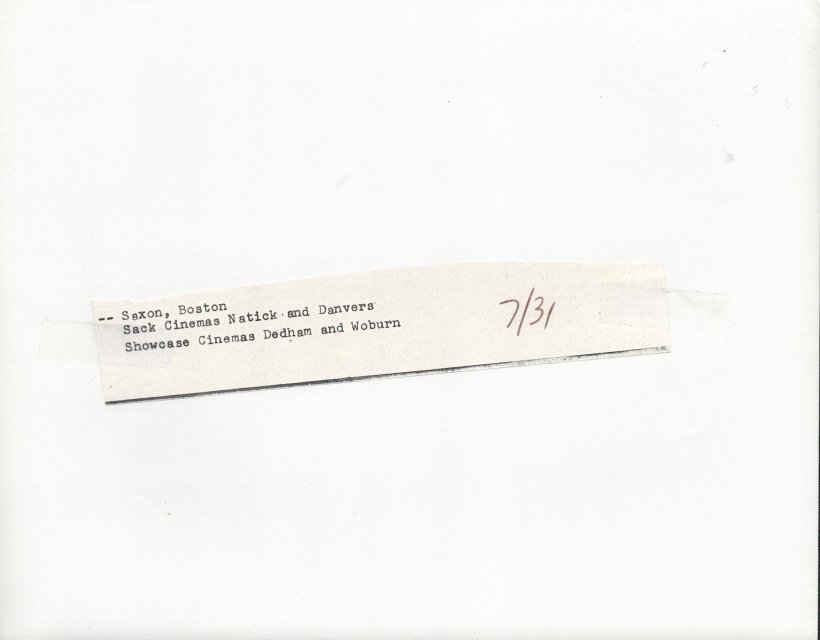 -- Saxon, Boston
Sack Cinemas Natick and Danvers
Showcase Cinemas Dedham and Woburn
7/31